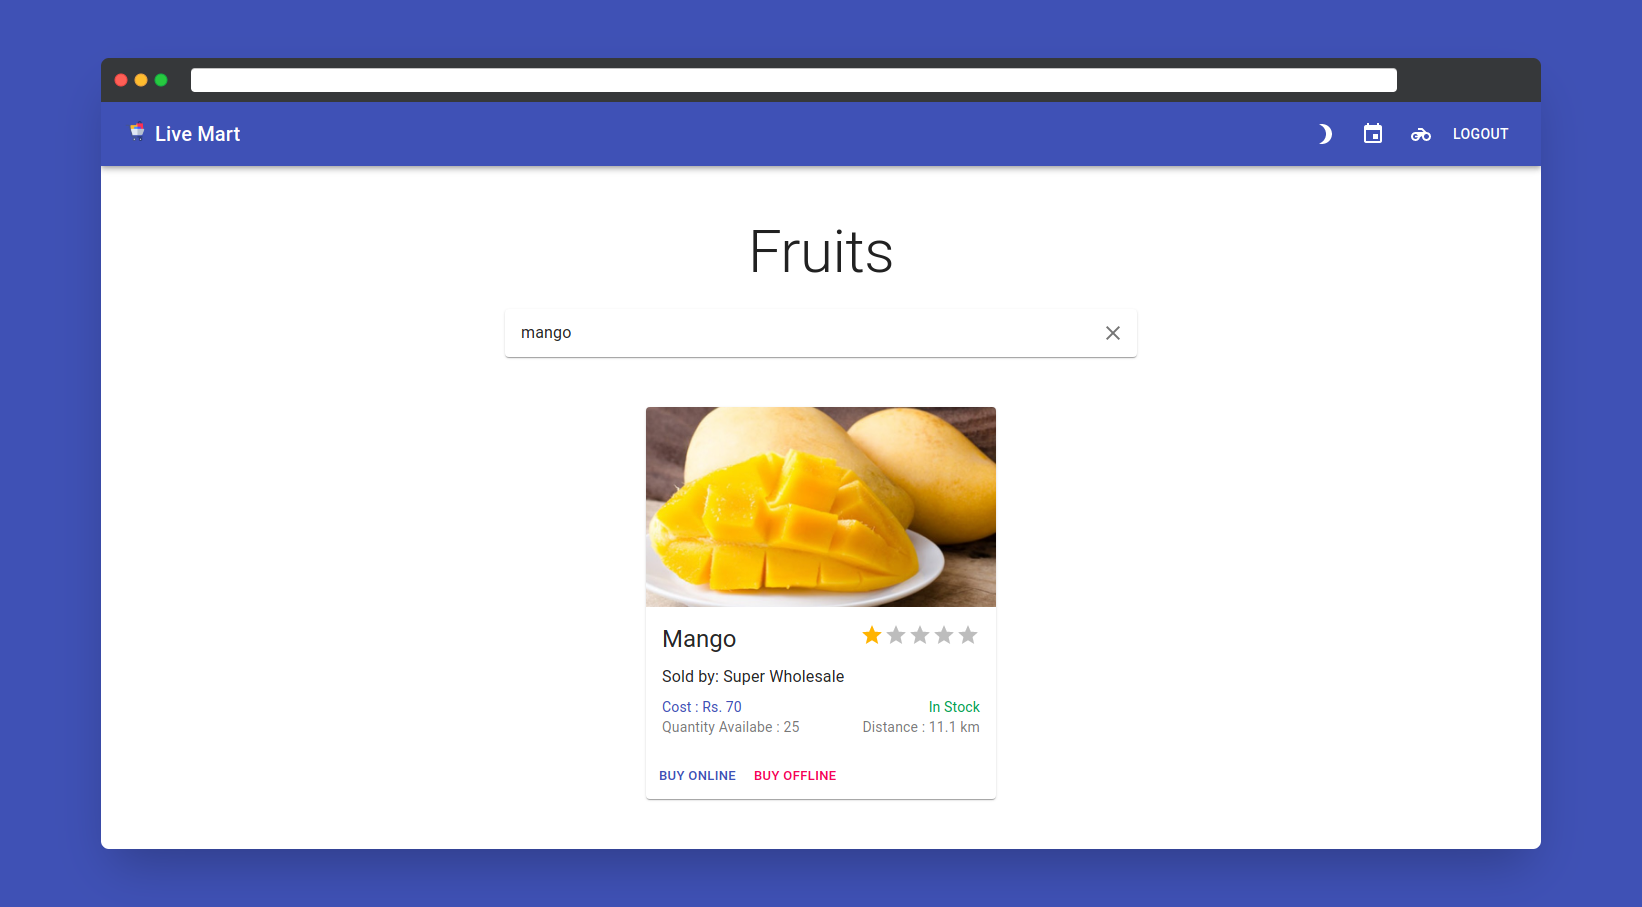 Live Mart
LOGOUT
Fruits
mango
Mango
Sold by: Super Wholesale
Cost : Rs. 70
In Stock
Quantity Availabe : 25
Distance : 11.1 km
BUY ONLINE
BUY OFFLINE